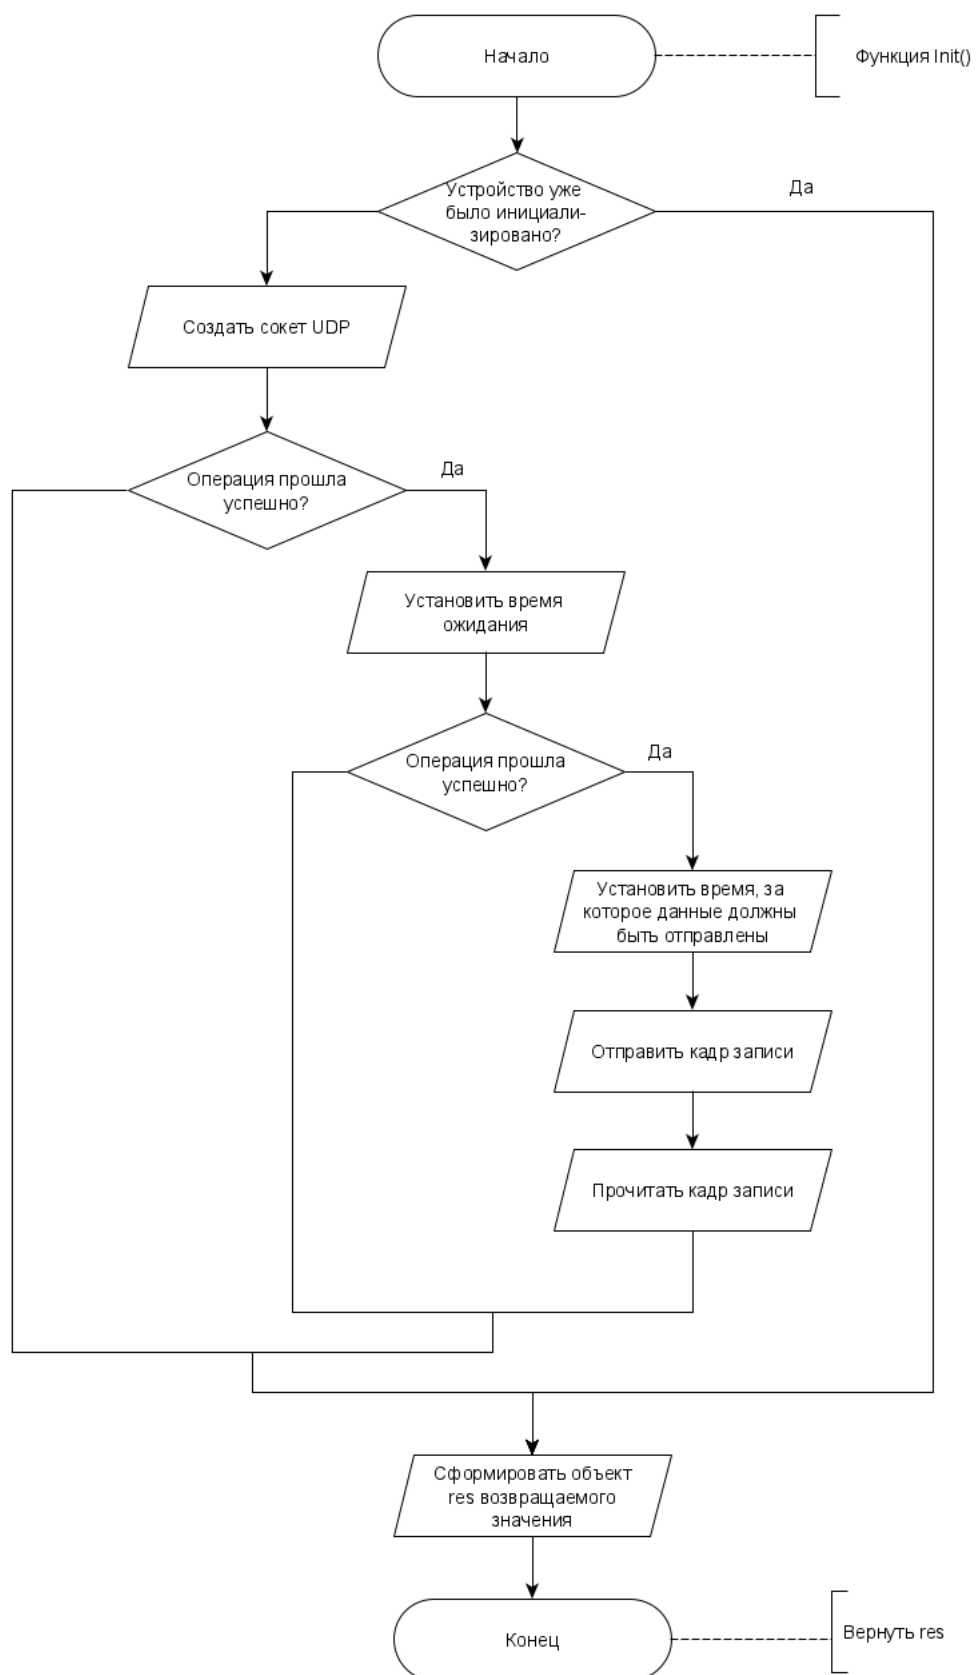 Начало
Функция Init()
Устройство уже
было инициали-
зировано?
Да
Создать сокет UDP
Операция прошла
успешно?
Да
Установить время
ожидания
Операция прошла
успешно?
Да
Установить время, за
которое данные должны
быть отправлены
Отправить кадр записи
Прочитать кадр записи
Сформировать объект
res возвращаемого
значения
Конец
Вернуть res